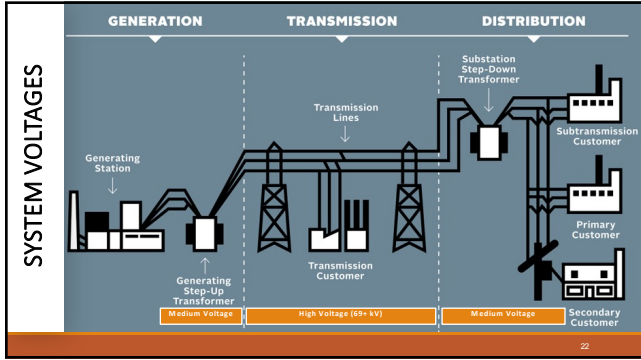 SYSTEM VOLTAGES
GENERATION
TRANSMISSION
DISTRIBUTION
Substation
Step-Down
Transformer
Transmission
Lines
Subtransmission
Customer
Generating
Station
Primary
Customer
Transmission
Customer
Generating
Step-Up
Transformer
Secondary
Customer
Medium Voltage
High Voltage (69+ kV)
Medium Voltage
22